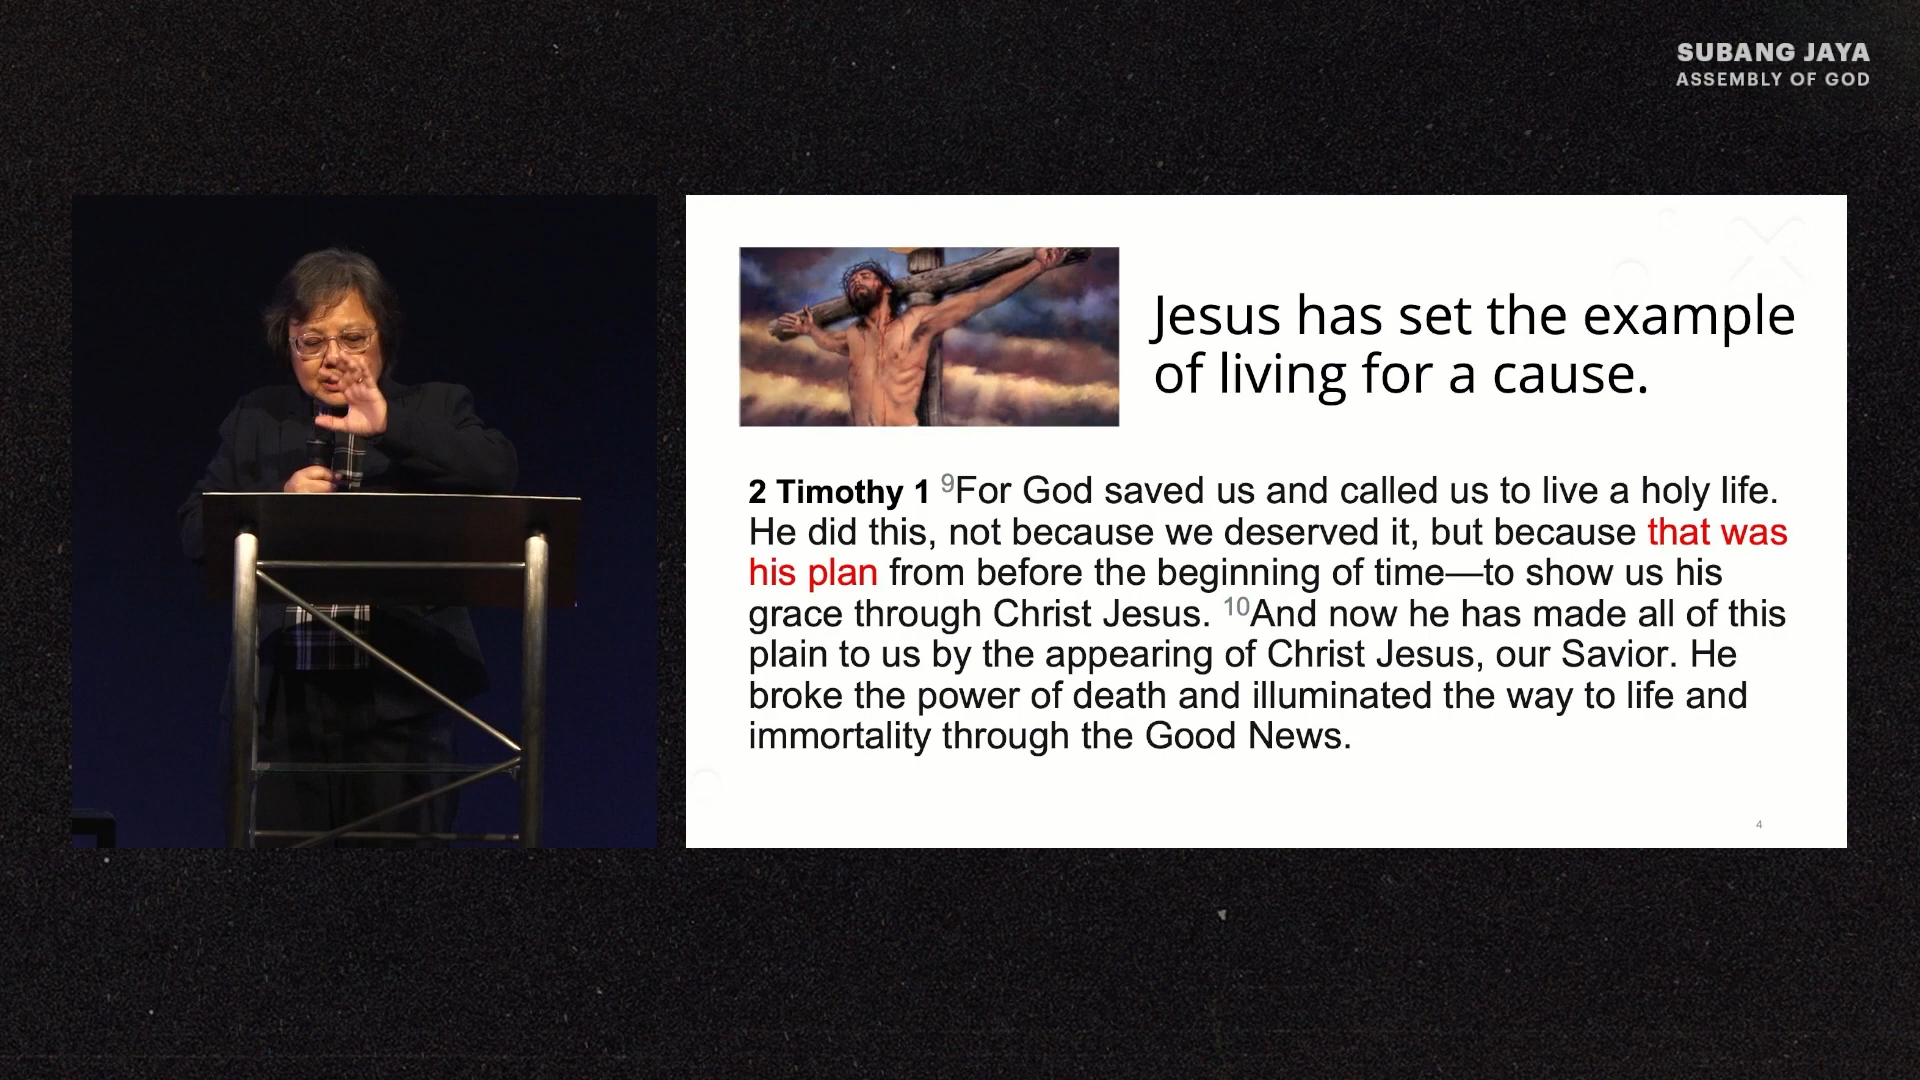 SUBANG JAYA
ASSEMBLY OF GOD
Jesus has set the example
of living for a cause.
2 Timothy 1 9For God saved us and called us to live a holy life.
He did this, not because we deserved it, but because that was
his plan from before the beginning of time—to show us his
grace through Christ Jesus. 10And now he has made all of this
plain to us by the appearing of Christ Jesus, our Savior. He
broke the power of death and illuminated the way to life and
immortality through the Good News.
4